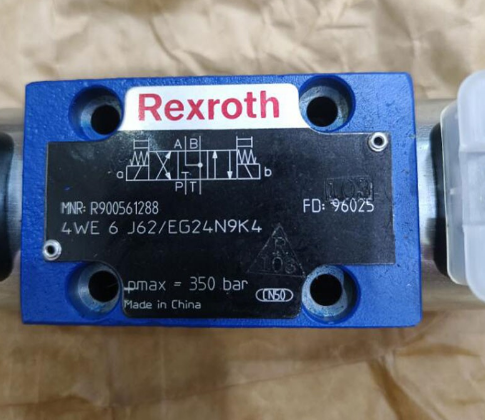 Rexroth
A B
a b
P T
MNR: R900561288 FD: 96025
4WE 6 J62/EG24N9K4
pmax = 350 bar
Made in China
CN50